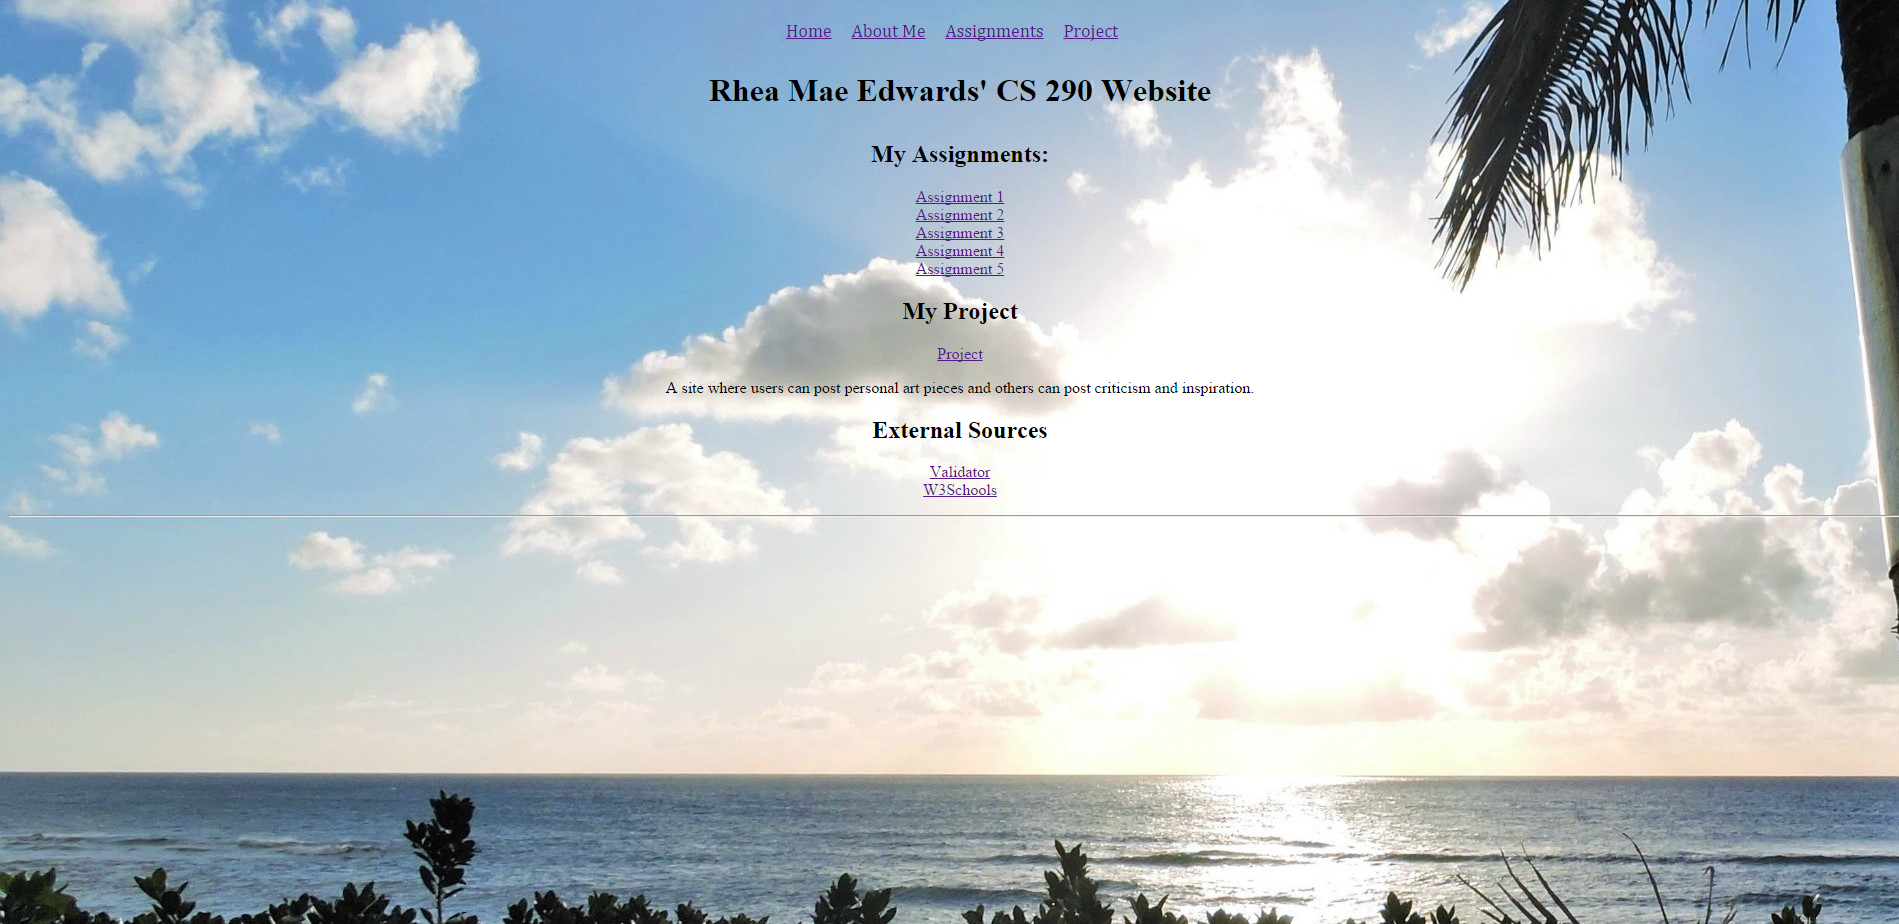 Home About Me Assignments Project
Rhea Mae Edwards' CS 290 Website
My Assignments:
Assignment 1
Assignment 2
Assignment 3
Assignment 4
Assignment 5
My Project
Project
A site where users can post personal art pieces and others can post criticism and inspiration.
External Sources
Validator
W3Schools